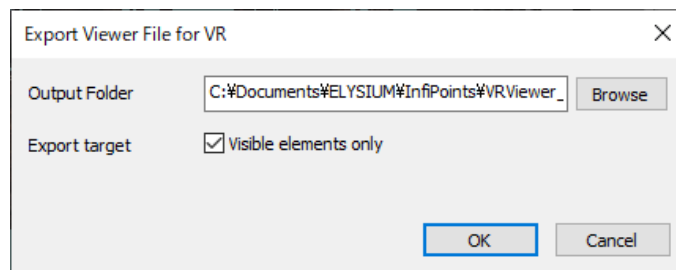 Export Viewer File for VR
Output Folder C:¥Documents¥ELYSIUM¥InfiPoints¥VRViewer_ Browse
Export target Visible elements only
OK Cancel